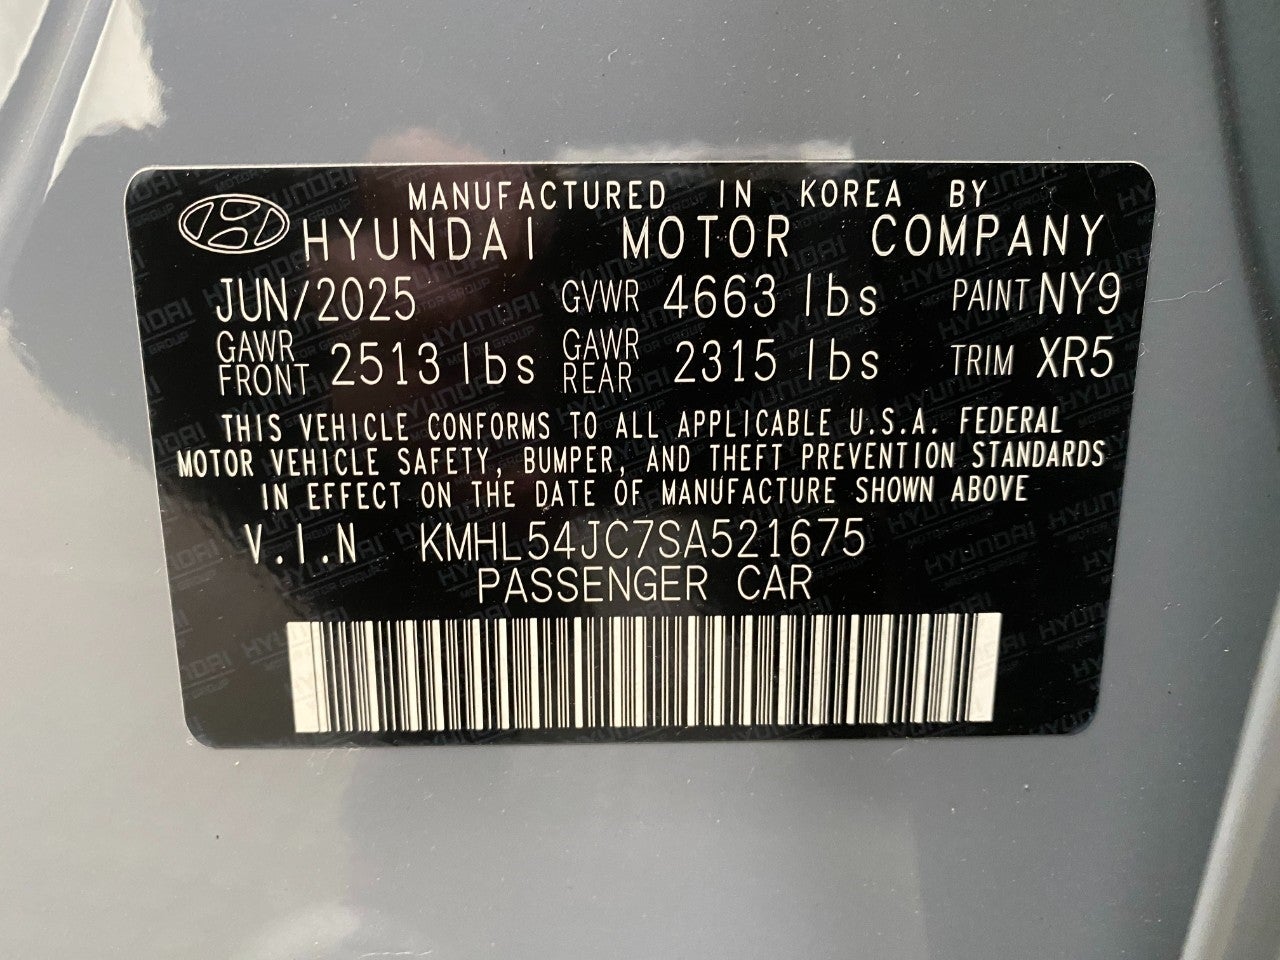 MANUFACTURED IN KOREA BY
HYUNDAI MOTOR COMPANY
JUN/2025 GVWR 4663 lbs PAINT NY9
GAWR FRONT 2513 lbs GAWR REAR 2315 lbs TRIM XR5
THIS VEHICLE CONFORMS TO ALL APPLICABLE U.S.A. FEDERAL
MOTOR VEHICLE SAFETY, BUMPER, AND THEFT PREVENTION STANDARDS
IN EFFECT ON THE DATE OF MANUFACTURE SHOWN ABOVE
V.I.N KMHL54JC7SA521675
PASSENGER CAR